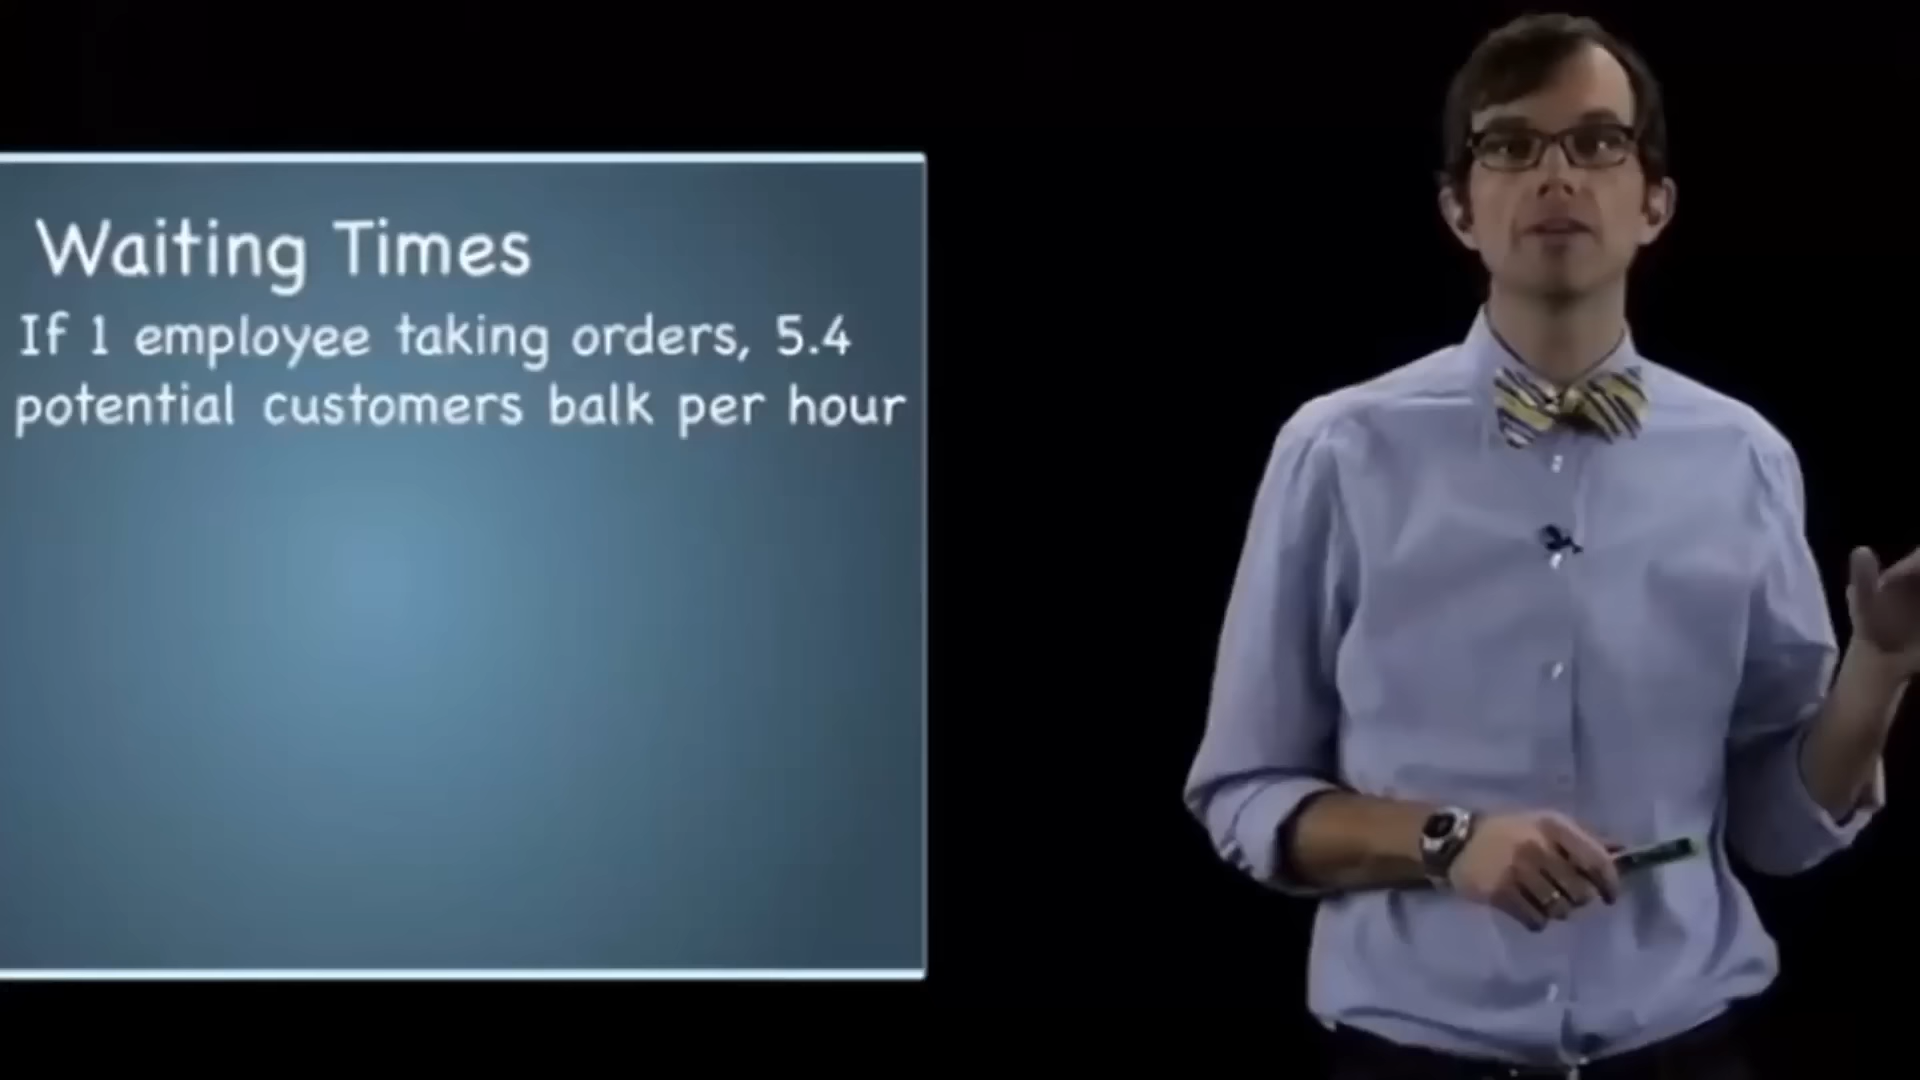 Waiting Times
If 1 employee taking orders, 5.4
potential customers balk per hour